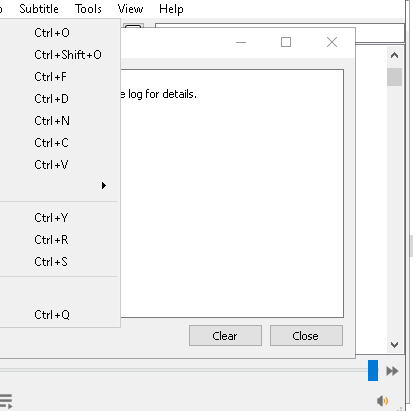 Subtitle Tools View Help
Ctrl+O
Ctrl+Shift+O
Ctrl+F
Ctrl+D
e log for details.
Ctrl+N
Ctrl+C
Ctrl+V
Ctrl+Y
Ctrl+R
Ctrl+S
Ctrl+Q
Clear Close